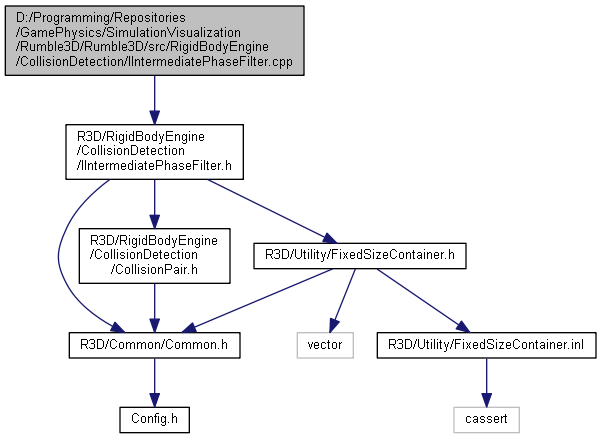 D:/Programming/Repositories
/GamePhysics/SimulationVisualization
/Rumble3D/Rumble3D/src/RigidBodyEngine
/CollisionDetection/IIntermediatePhaseFilter.cpp
R3D/RigidBodyEngine
/CollisionDetection
/IIntermediatePhaseFilter.h
R3D/RigidBodyEngine
/CollisionDetection
/CollisionPair.h
R3D/Utility/FixedSizeContainer.h
R3D/Common/Common.h
vector
R3D/Utility/FixedSizeContainer.inl
Config.h
cassert